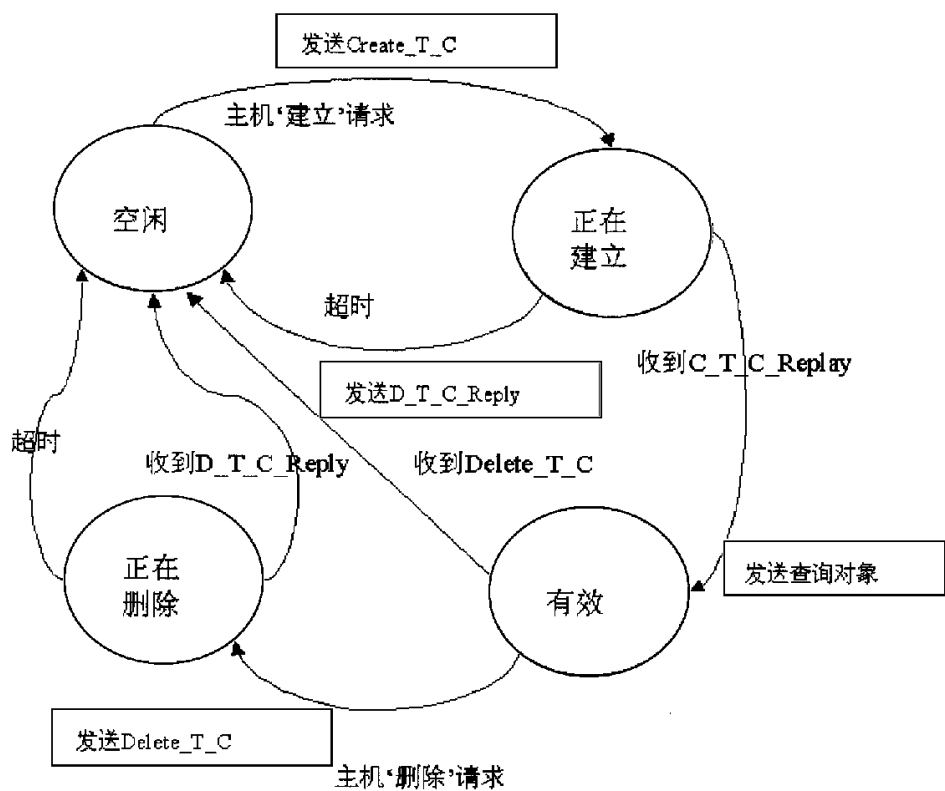 发送Create_T_C
主机‘建立’请求
空闲
正在
建立
超时
收到C_T_C_Replay
发送D_T_C_Reply
超时
收到D_T_C_Reply
收到Delete_T_C
正在
删除
有效
发送查询对象
发送Delete_T_C
主机‘删除’请求